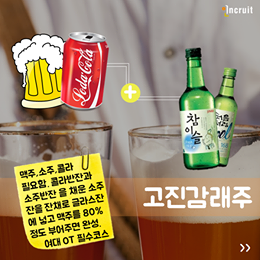 incruit
Coca-Cola
+
참이슬
맥주, 소주, 콜라
필요함. 콜라반잔과
소주반잔 을 채운 소주
잔을 잔채로 글라스잔
에 넣고 맥주를 80%
정도 부어주면 완성.
여대 OT 필수코스
고진감래주
>>